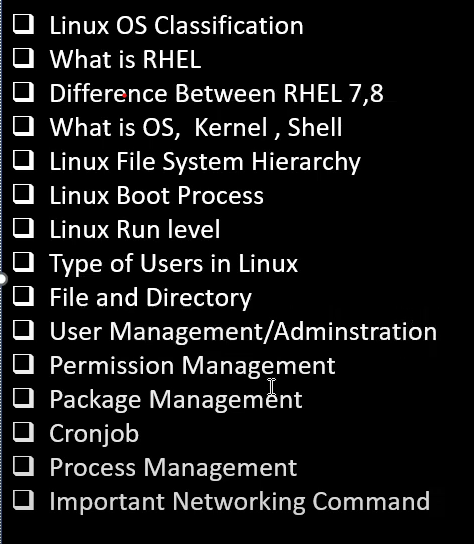 Linux OS Classification
What is RHEL
Difference Between RHEL 7,8
What is OS,  Kernel , Shell
Linux File System Hierarchy
Linux Boot Process
Linux Run level
Type of Users in Linux
File and Directory
User Management/Adminstration
Permission Management
Package Management
Cronjob
Process Management
Important Networking Command